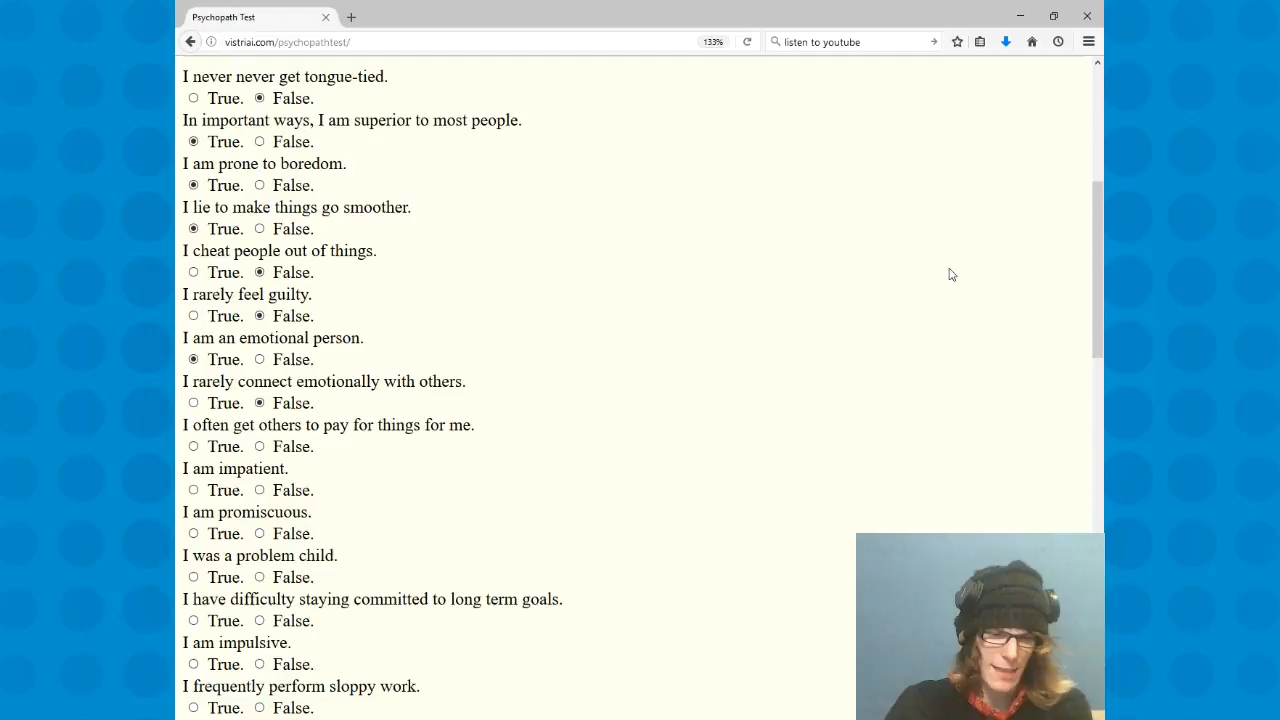 Psychopath Test
vistriai.com/psychopathtest/
133%
listen to youtube
I never never get tongue-tied.
True. False.
In important ways, I am superior to most people.
True. False.
I am prone to boredom.
True. False.
I lie to make things go smoother.
True. False.
I cheat people out of things.
True. False.
I rarely feel guilty.
True. False.
I am an emotional person.
True. False.
I rarely connect emotionally with others.
True. False.
I often get others to pay for things for me.
True. False.
I am impatient.
True. False.
I am promiscuous.
True. False.
I was a problem child.
True. False.
I have difficulty staying committed to long term goals.
True. False.
I am impulsive.
True. False.
I frequently perform sloppy work.
True. False.